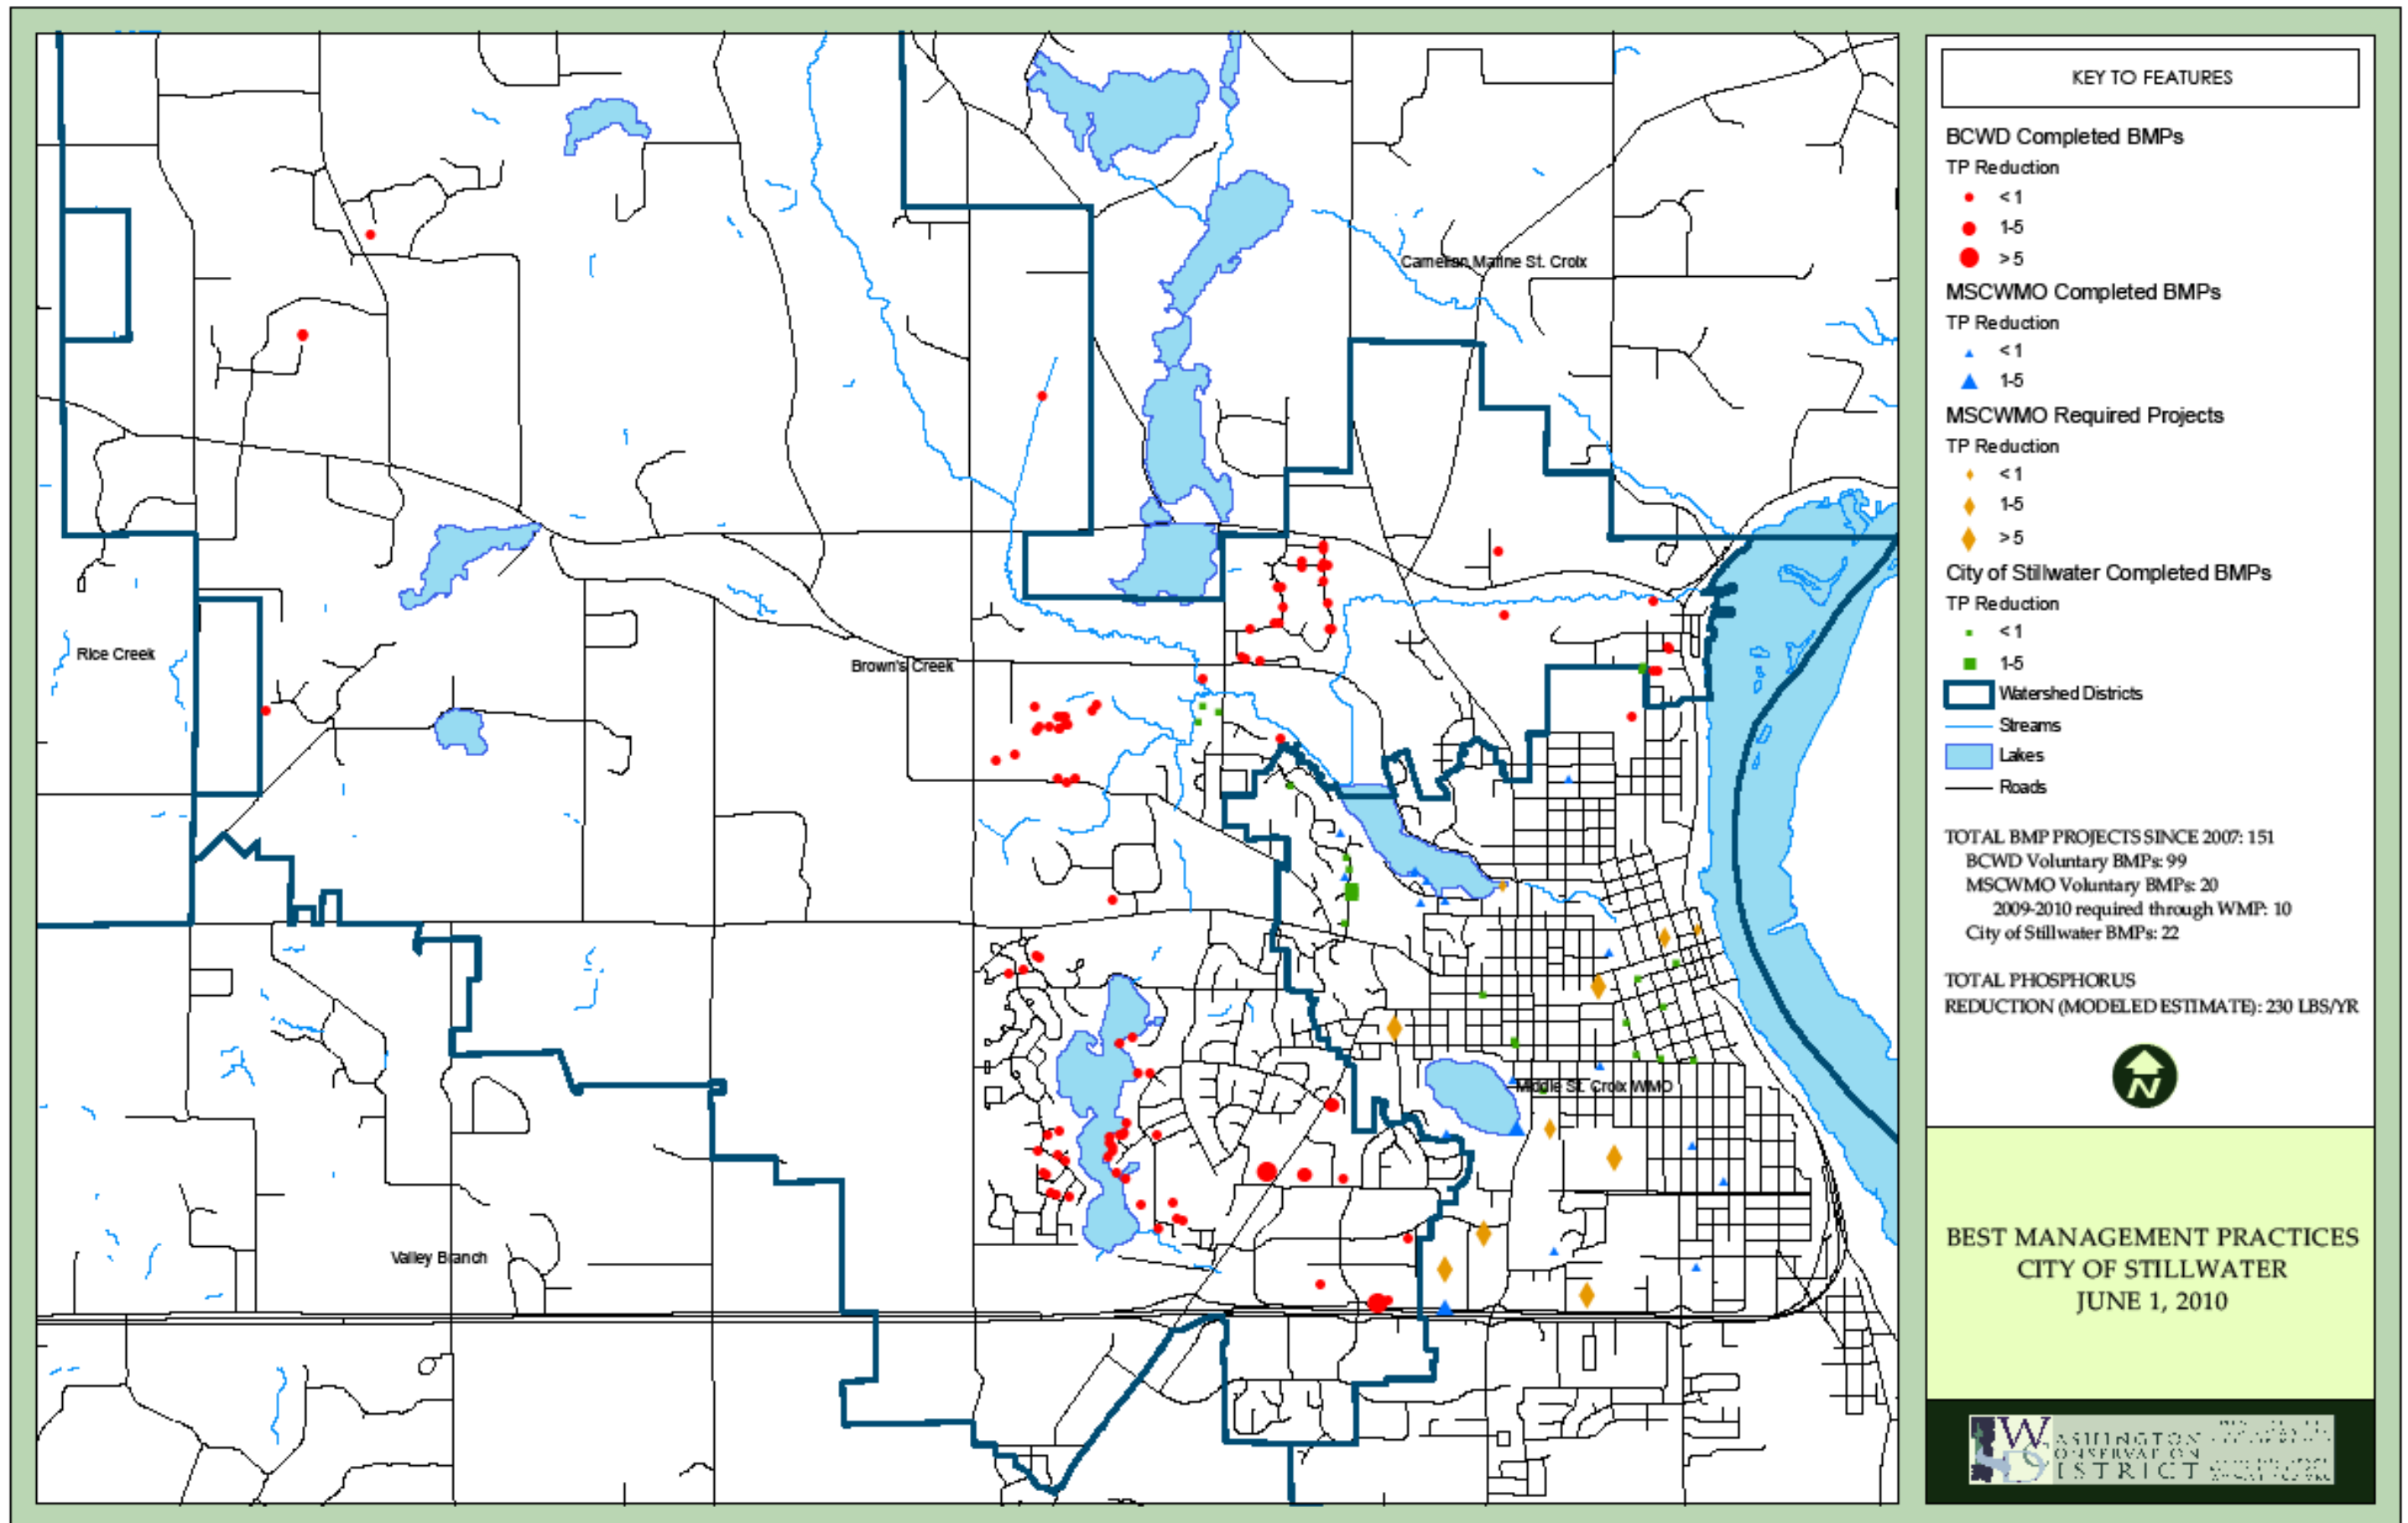 Camelian Marine St. Croix
Rice Creek
Brown's Creek
Middle St. Croix WMO
Valley Branch
KEY TO FEATURES
BCWD Completed BMPs
TP Reduction
< 1
1-5
> 5
MSCWMO Completed BMPs
TP Reduction
< 1
1-5
MSCWMO Required Projects
TP Reduction
< 1
1-5
> 5
City of Stillwater Completed BMPs
TP Reduction
< 1
1-5
Watershed Districts
Streams
Lakes
Roads
TOTAL BMP PROJECTS SINCE 2007: 151
BCWD Voluntary BMPs: 99
MSCWMO Voluntary BMPs: 20
2009-2010 required through WMP: 10
City of Stillwater BMPs: 22
TOTAL PHOSPHORUS
REDUCTION (MODELED ESTIMATE): 230 LBS/YR
N
BEST MANAGEMENT PRACTICES
CITY OF STILLWATER
JUNE 1, 2010
WASHINGTON
CONSERVATION
DISTRICT